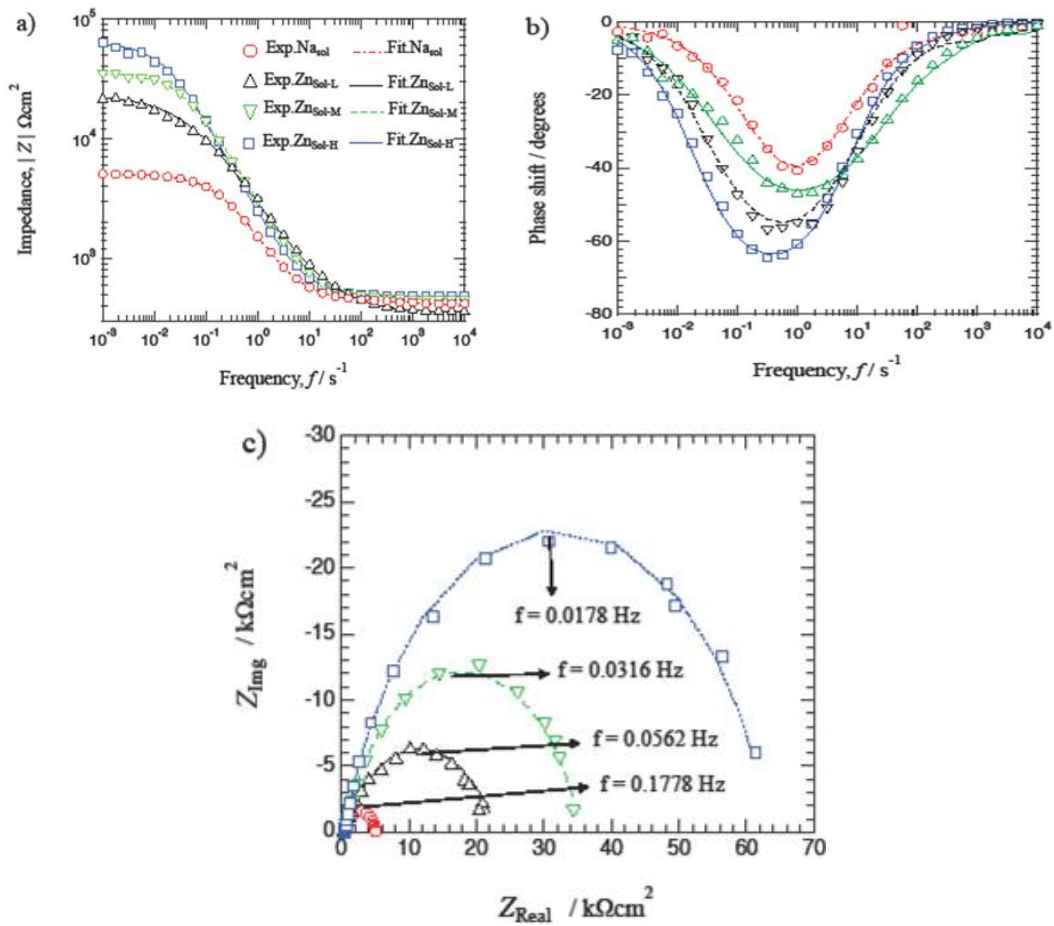 a)
Impedance, |Z| Ωcm²
10⁵
10⁴
10³
10⁻³ 10⁻² 10⁻¹ 10⁰ 10¹ 10² 10³ 10⁴
Frequency, f / s⁻¹
Exp.Naₛₒₗ Fit.Naₛₒₗ
Exp.Zn_Sol-L Fit.Zn_Sol-L
Exp.Zn_Sol-M Fit.Zn_Sol-M
Exp.Zn_Sol-H Fit.Zn_Sol-H
b)
Phase shift / degrees
0
-20
-40
-60
-80
10⁻³ 10⁻² 10⁻¹ 10⁰ 10¹ 10² 10³ 10⁴
Frequency, f / s⁻¹
c)
Z_Img / kΩcm²
-30
-25
-20
-15
-10
-5
0
f = 0.0178 Hz
f = 0.0316 Hz
f = 0.0562 Hz
f = 0.1778 Hz
0 10 20 30 40 50 60 70
Z_Real / kΩcm²